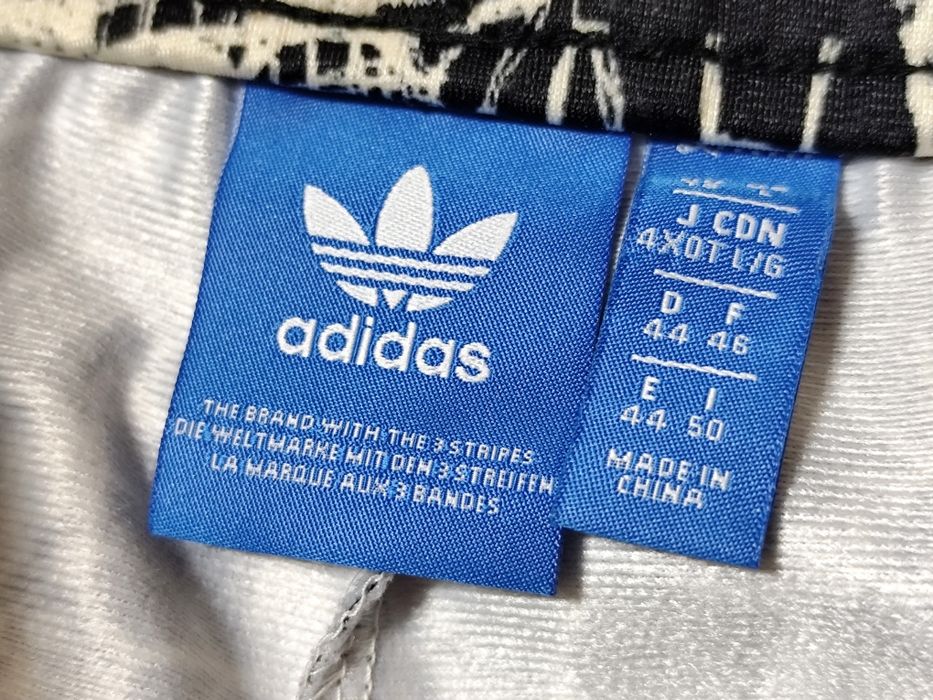 adidas
THE BRAND WITH THE 3 STRIPES
DIE WELTMARKE MIT DEN 3 STREIFEN
LA MARQUE AUX 3 BANDES
J CDN
4XOT L/G
D F
44 46
E I
44 50
MADE IN
CHINA